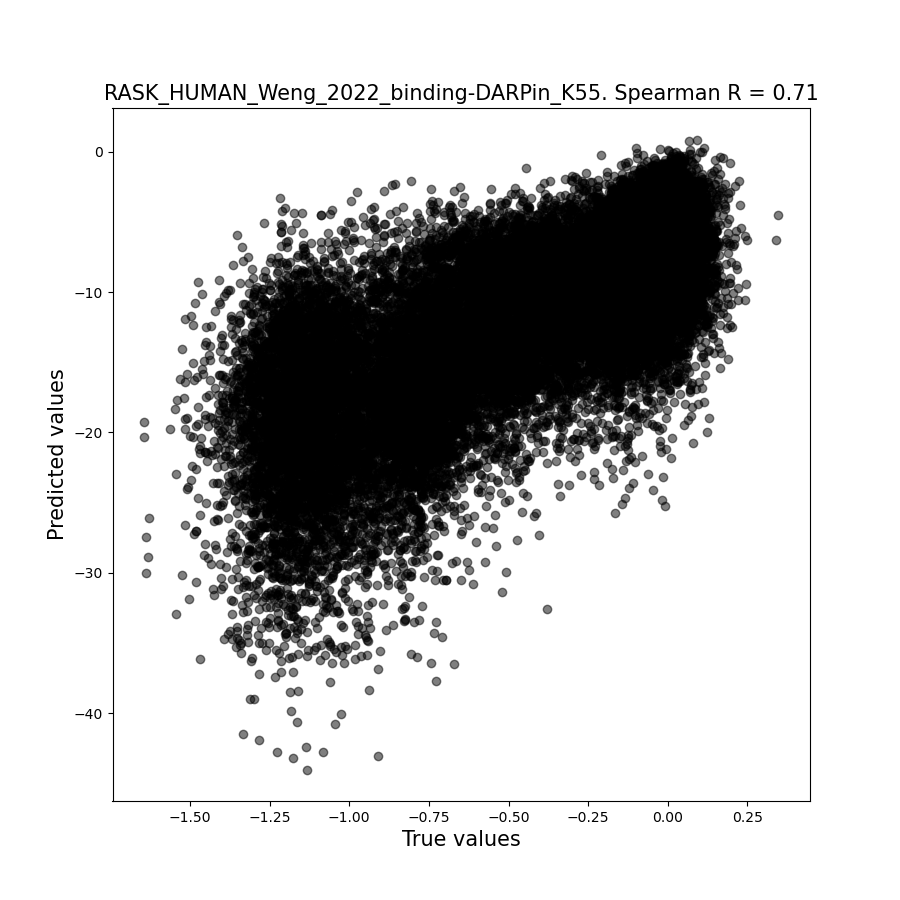 RASK_HUMAN_Weng_2022_binding-DARPin_K55. Spearman R = 0.71
0
−10
−20
−30
−40
Predicted values
−1.50 −1.25 −1.00 −0.75 −0.50 −0.25 0.00 0.25
True values